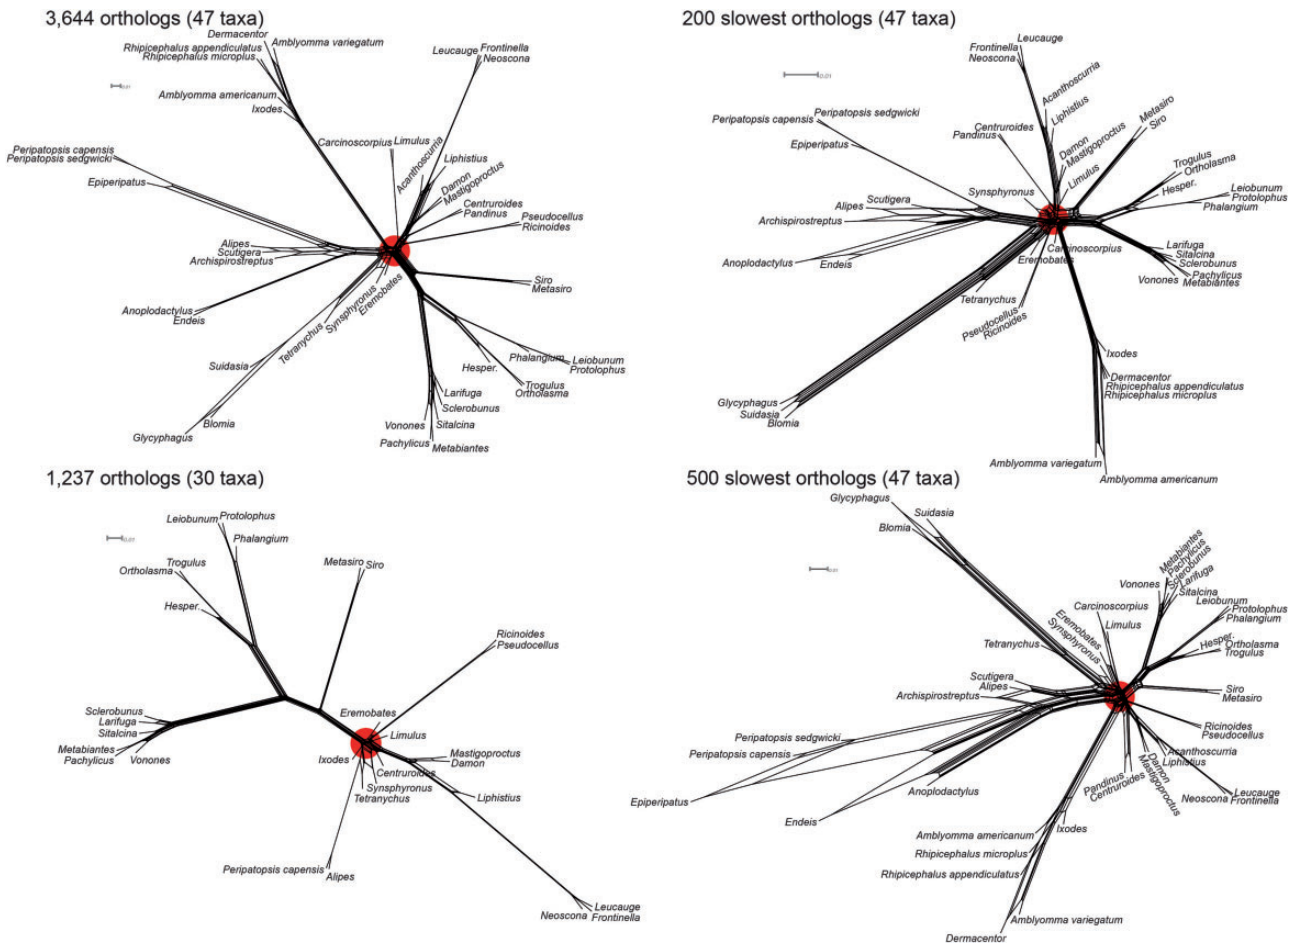 3,644 orthologs (47 taxa)
Dermacentor
Amblyomma variegatum
Rhipicephalus appendiculatus
Rhipicephalus microplus
Leucauge
Frontinella
Neoscona
0.01
Amblyomma americanum
Ixodes
Carcinoscorpius
Limulus
Acanthoscurria
Liphistius
Peripatopsis capensis
Peripatopsis sedgwicki
Epiperipatus
Damon
Mastigoproctus
Centruroides
Pandinus
Pseudocellus
Ricinoides
Alipes
Scutigera
Archispirostreptus
Siro
Metasiro
Anoplodactylus
Endeis
Tetranychus
Synsphyronus
Eremobates
Suidasia
Phalangium
Leiobunum
Protolophus
Hesper.
Trogulus
Ortholasma
Larifuga
Sclerobunus
Vonones
Sitalcina
Blomia
Glycyphagus
Pachylicus
Metabiantes
200 slowest orthologs (47 taxa)
Leucauge
Frontinella
Neoscona
0.01
Acanthoscurria
Liphistius
Peripatopsis sedgwicki
Peripatopsis capensis
Epiperipatus
Centruroides
Pandinus
Damon
Mastigoproctus
Metasiro
Siro
Limulus
Trogulus
Ortholasma
Hesper.
Leiobunum
Protolophus
Phalangium
Synsphyronus
Scutigera
Alipes
Archispirostreptus
Carcinoscorpius
Eremobates
Anoplodactylus
Endeis
Larifuga
Sitalcina
Sclerobunus
Pachylicus
Vonones
Metabiantes
Tetranychus
Pseudocellus
Ricinoides
Ixodes
Dermacentor
Rhipicephalus appendiculatus
Rhipicephalus microplus
Glycyphagus
Suidasia
Blomia
Amblyomma variegatum
Amblyomma americanum
1,237 orthologs (30 taxa)
Leiobunum
Protolophus
Phalangium
0.01
Trogulus
Ortholasma
Hesper.
Metasiro
Siro
Ricinoides
Pseudocellus
Sclerobunus
Larifuga
Sitalcina
Metabiantes
Pachylicus
Vonones
Eremobates
Limulus
Ixodes
Mastigoproctus
Damon
Centruroides
Synsphyronus
Tetranychus
Liphistius
Peripatopsis capensis
Alipes
Leucauge
Neoscona
Frontinella
500 slowest orthologs (47 taxa)
Glycyphagus
Suidasia
Blomia
0.01
Metabiantes
Pachylicus
Sclerobunus
Vonones
Larifuga
Sitalcina
Carcinoscorpius
Limulus
Leiobunum
Protolophus
Phalangium
Eremobates
Synsphyronus
Tetranychus
Hesper.
Ortholasma
Trogulus
Scutigera
Alipes
Archispirostreptus
Siro
Metasiro
Ricinoides
Pseudocellus
Peripatopsis sedgwicki
Peripatopsis capensis
Acanthoscurria
Liphistius
Damon
Mastigoproctus
Pandinus
Centruroides
Leucauge
Neoscona
Frontinella
Epiperipatus
Anoplodactylus
Endeis
Ixodes
Amblyomma americanum
Rhipicephalus microplus
Rhipicephalus appendiculatus
Amblyomma variegatum
Dermacentor